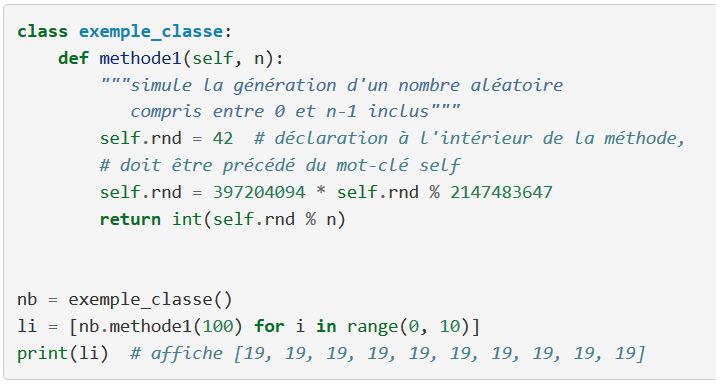 class exemple_classe:
    def methode1(self, n):
        """simule la génération d'un nombre aléatoire
           compris entre 0 et n-1 inclus"""
        self.rnd = 42  # déclaration à l'intérieur de la méthode,
        # doit être précédé du mot-clé self
        self.rnd = 397204094 * self.rnd % 2147483647
        return int(self.rnd % n)
nb = exemple_classe()
li = [nb.methode1(100) for i in range(0, 10)]
print(li)  # affiche [19, 19, 19, 19, 19, 19, 19, 19, 19, 19]